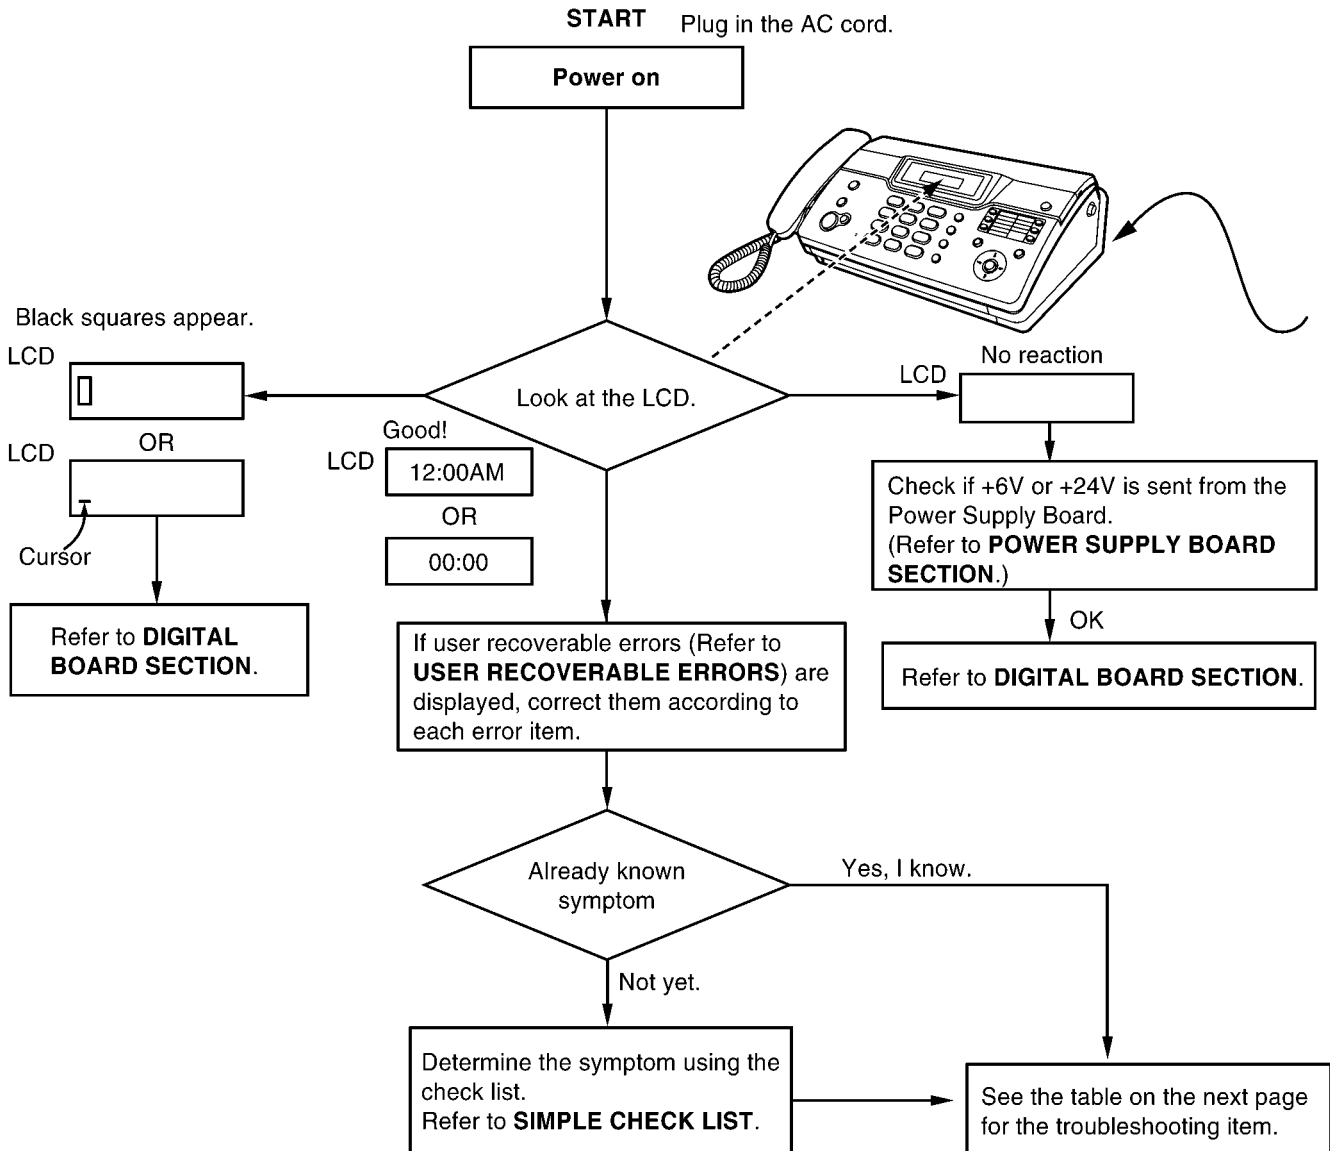 START Plug in the AC cord.
Power on
Black squares appear.
LCD
OR
LCD
Cursor
Refer to DIGITAL
BOARD SECTION.
Look at the LCD.
Good!
LCD 12:00AM
OR
00:00
No reaction
LCD
Check if +6V or +24V is sent from the
Power Supply Board.
(Refer to POWER SUPPLY BOARD
SECTION.)
OK
Refer to DIGITAL BOARD SECTION.
If user recoverable errors (Refer to
USER RECOVERABLE ERRORS) are
displayed, correct them according to
each error item.
Already known
symptom
Yes, I know.
Not yet.
Determine the symptom using the
check list.
Refer to SIMPLE CHECK LIST.
See the table on the next page
for the troubleshooting item.